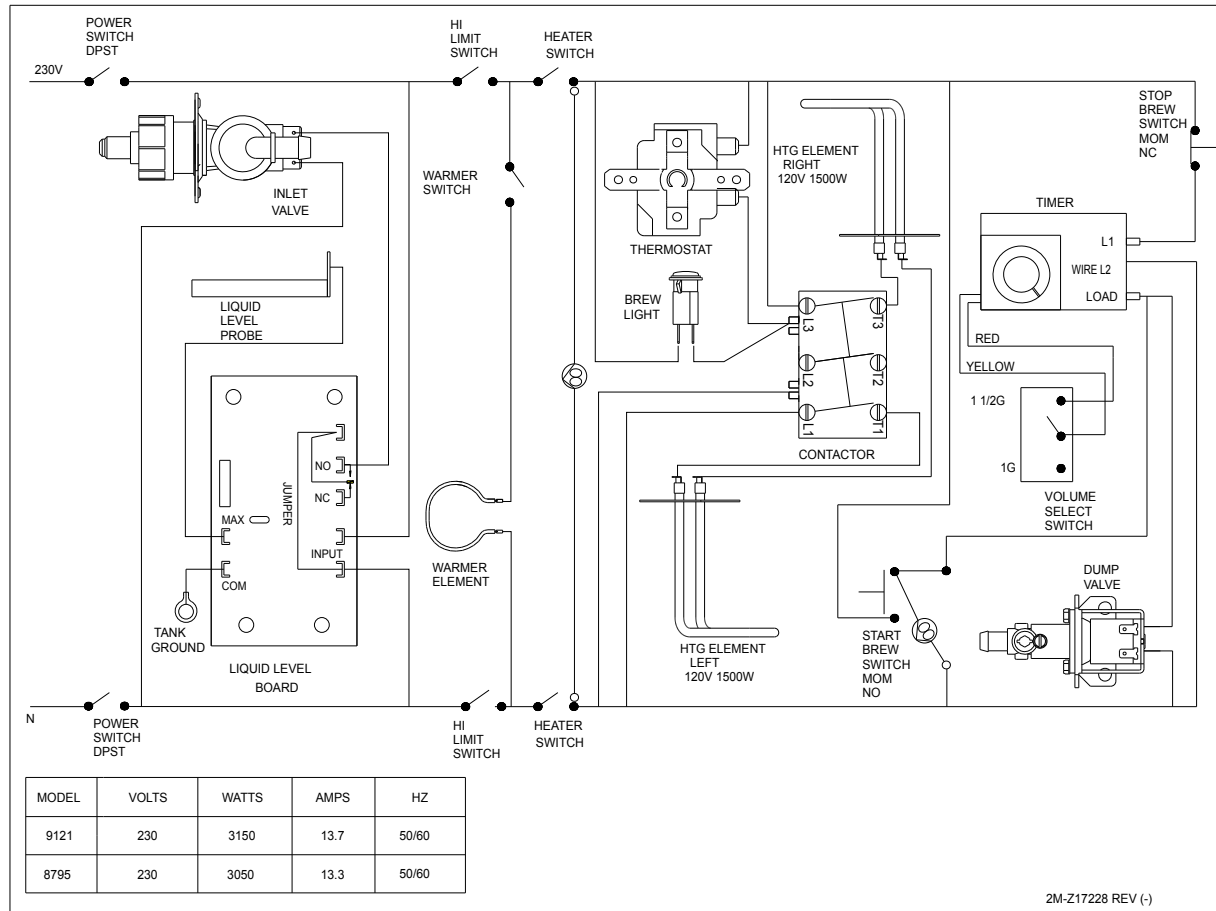 POWER
SWITCH
DPST
230V
HI
LIMIT
SWITCH
HEATER
SWITCH
STOP
BREW
SWITCH
MOM
NC
INLET
VALVE
WARMER
SWITCH
HTG ELEMENT
RIGHT
120V 1500W
THERMOSTAT
TIMER
L1
WIRE L2
LOAD
LIQUID
LEVEL
PROBE
BREW
LIGHT
L3
T3
L2
T2
L1
T1
CONTACTOR
RED
YELLOW
1 1/2G
1G
VOLUME
SELECT
SWITCH
NO
NC
JUMPER
MAX
INPUT
COM
TANK
GROUND
LIQUID LEVEL
BOARD
WARMER
ELEMENT
HTG ELEMENT
LEFT
120V 1500W
START
BREW
SWITCH
MOM
NO
DUMP
VALVE
N
POWER
SWITCH
DPST
HI
LIMIT
SWITCH
HEATER
SWITCH
MODEL VOLTS WATTS AMPS HZ
9121 230 3150 13.7 50/60
8795 230 3050 13.3 50/60
2M-Z17228 REV (-)